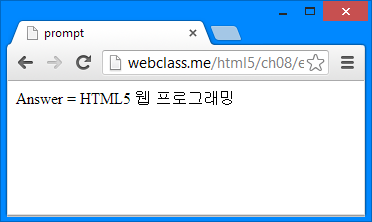 prompt
webclass.me/html5/ch08/e
Answer = HTML5 웹 프로그래밍